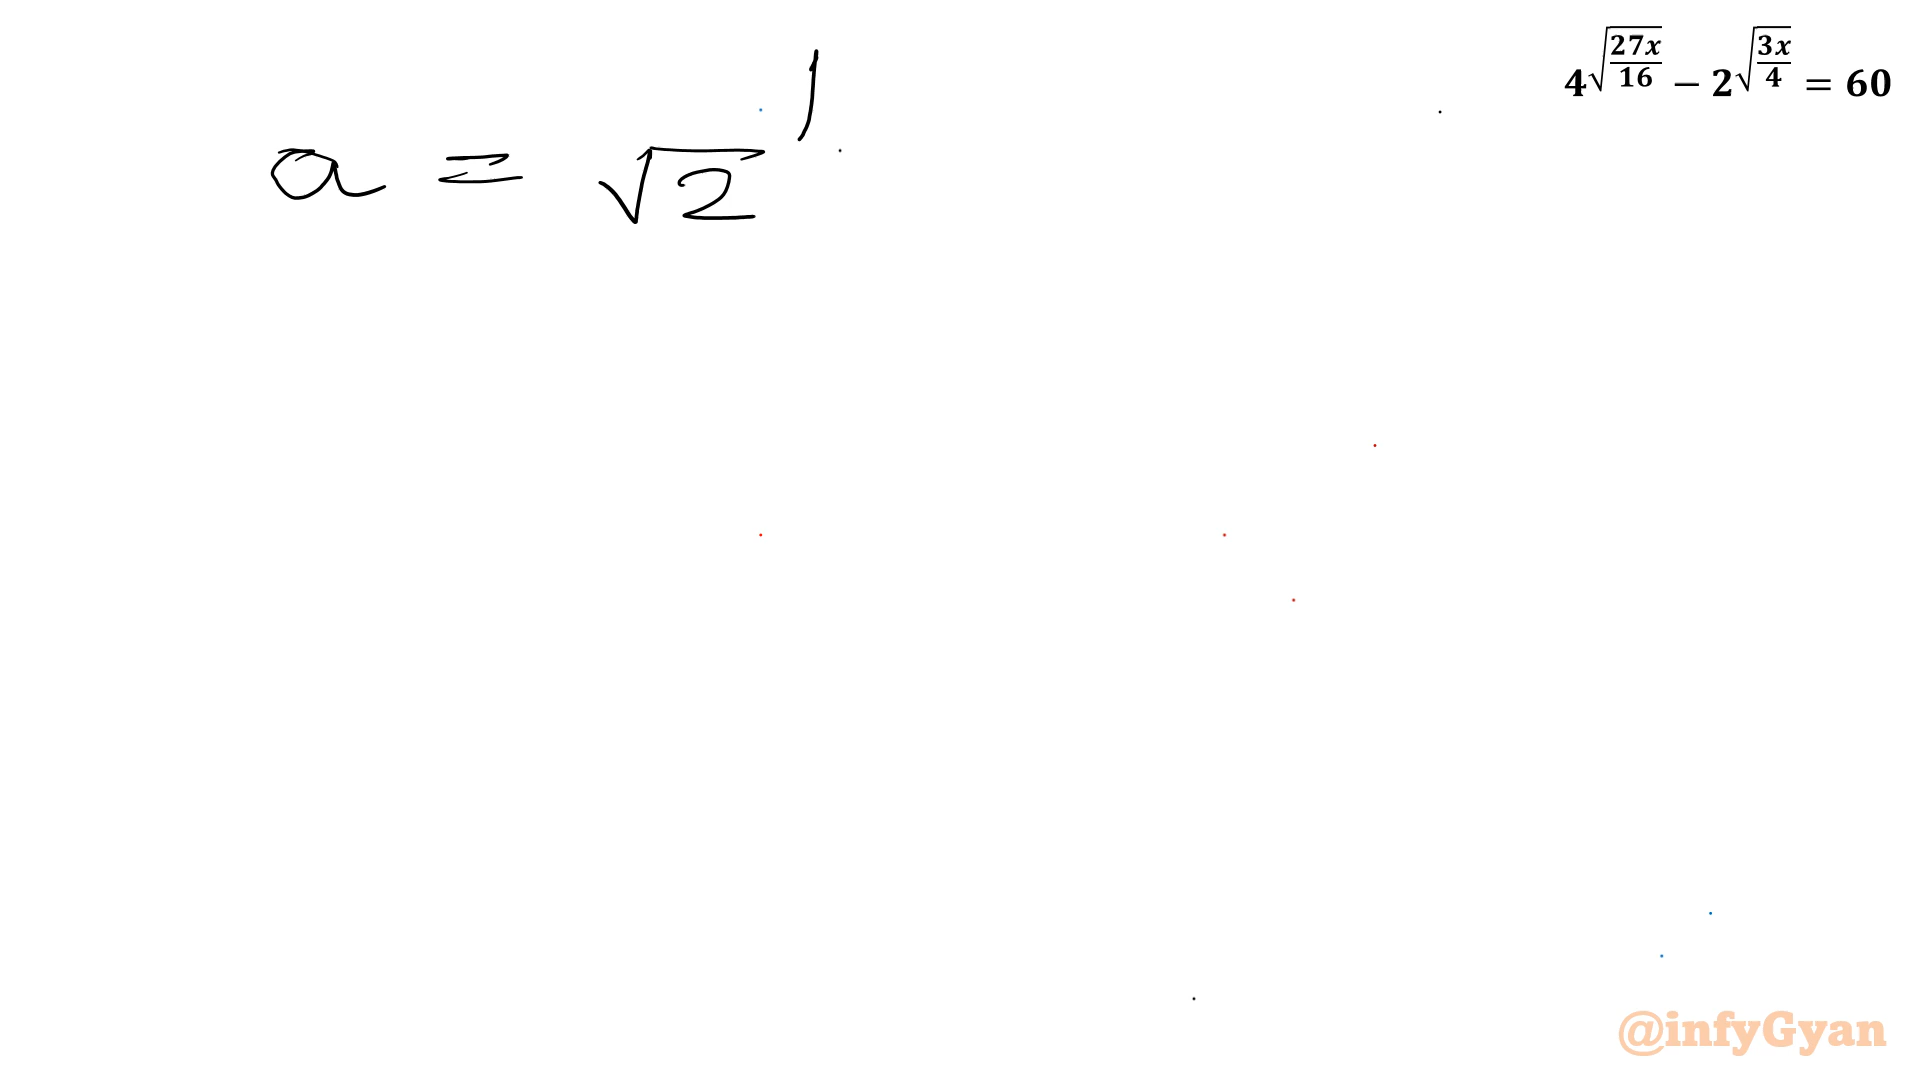 4^√(27x/16) − 2^√(3x/4) = 60
a = √2
@infyGyan